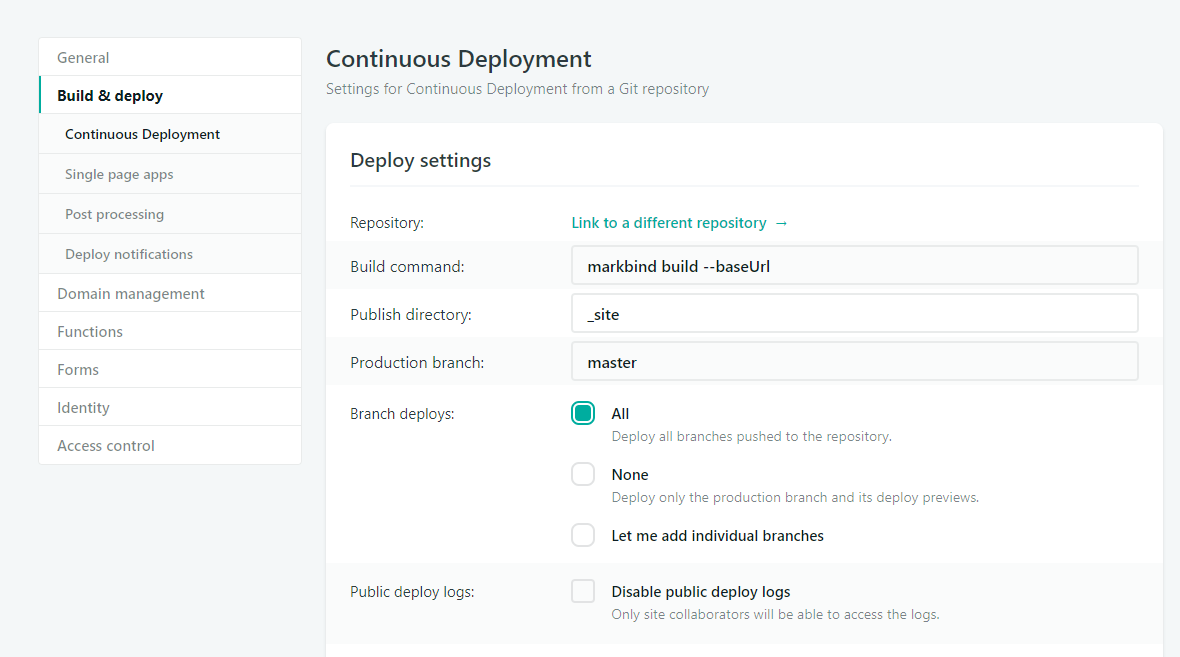 General
Build & deploy
Continuous Deployment
Single page apps
Post processing
Deploy notifications
Domain management
Functions
Forms
Identity
Access control
Continuous Deployment
Settings for Continuous Deployment from a Git repository
Deploy settings
Repository: Link to a different repository →
Build command: markbind build --baseUrl
Publish directory: _site
Production branch: master
Branch deploys: All
Deploy all branches pushed to the repository.
None
Deploy only the production branch and its deploy previews.
Let me add individual branches
Public deploy logs: Disable public deploy logs
Only site collaborators will be able to access the logs.